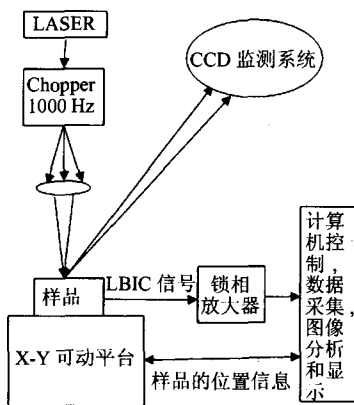 LASER
Chopper
1000 Hz
CCD 监测系统
样品
LBIC 信号
锁相
放大器
计算
机控
制，
数据
采集，
图像
分析
和显
示
X-Y 可动平台
样品的位置信息